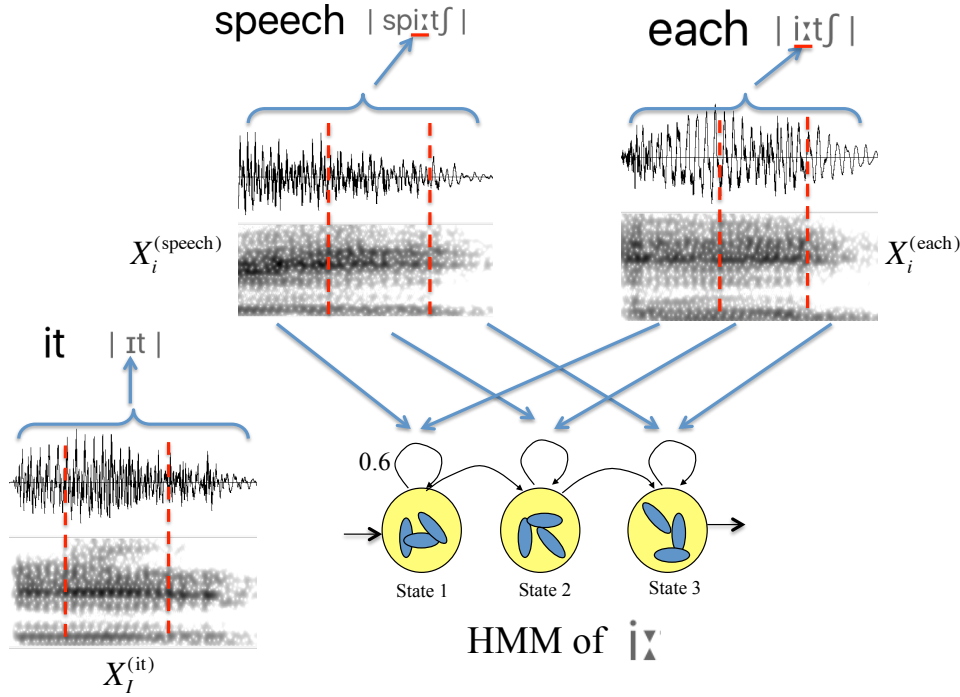 speech | spiːtʃ |
each | iːtʃ |
X_i^(speech)
X_i^(each)
it | ɪt |
0.6
State 1
State 2
State 3
X_I^(it)
HMM of iː